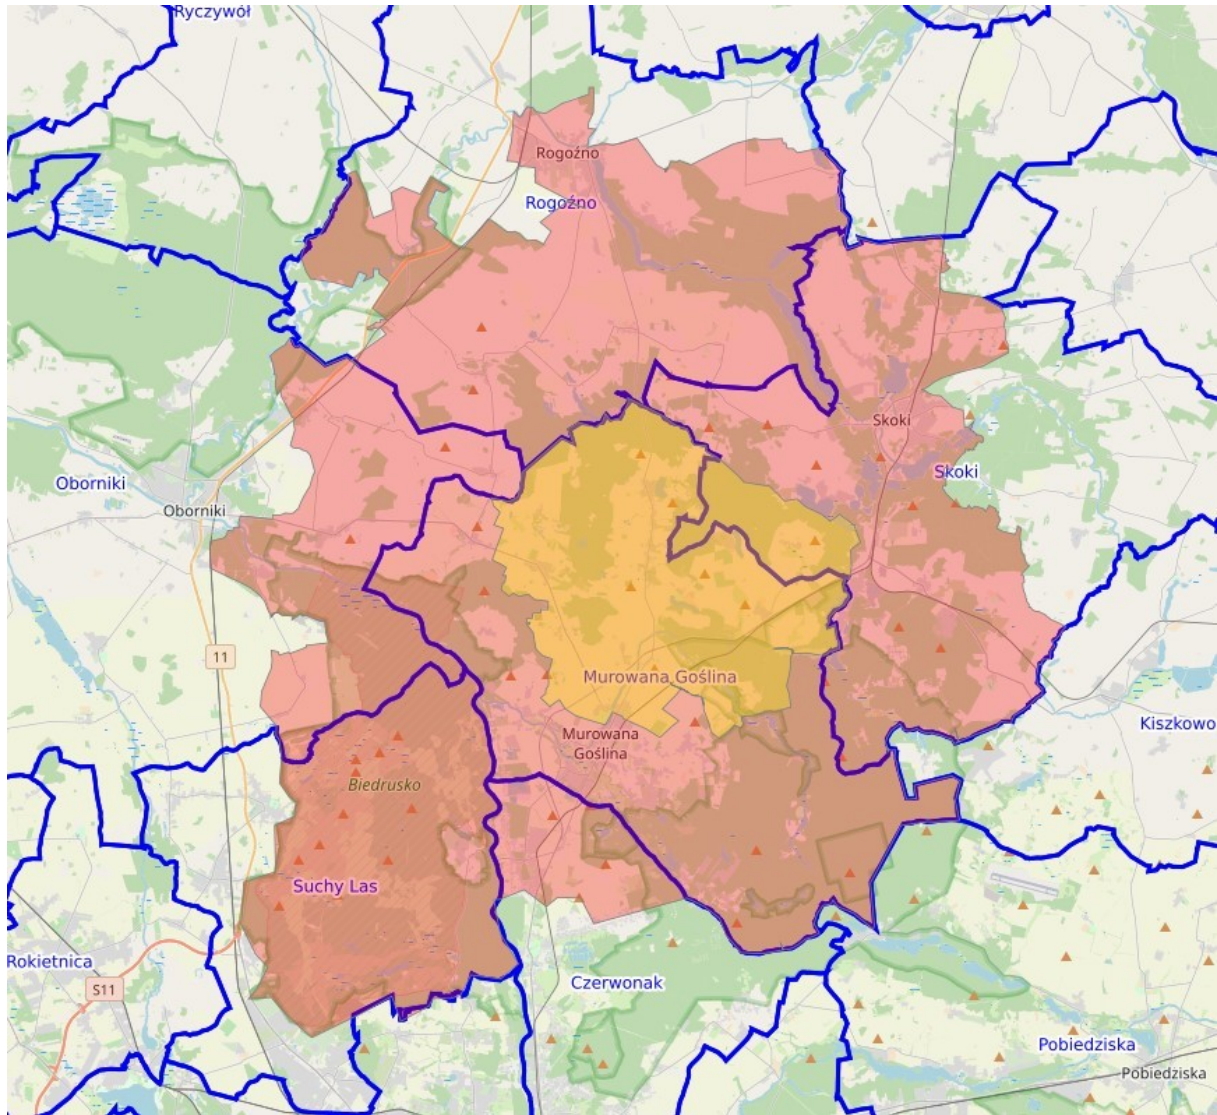 Ryczywół
Rogoźno
Rogoźno
Skoki
Skoki
Oborniki
Oborniki
11
Murowana Goślina
Murowana
Goślina
Kiszkowo
Biedrusko
Suchy Las
Rokietnica
S11
Czerwonak
Pobiedziska
Pobiedziska